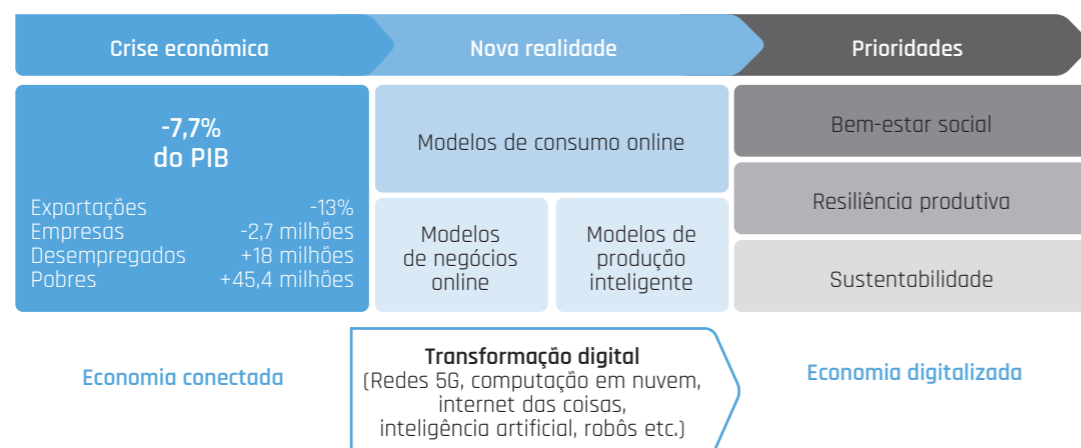 Crise econômica
Nova realidade
Prioridades
-7,7%
do PIB
Exportações -13%
Empresas -2,7 milhões
Desempregados +18 milhões
Pobres +45,4 milhões
Modelos de consumo online
Modelos
de negócios
online
Modelos de
produção
inteligente
Bem-estar social
Resiliência produtiva
Sustentabilidade
Economia conectada
Transformação digital
(Redes 5G, computação em nuvem,
internet das coisas,
inteligência artificial, robôs etc.)
Economia digitalizada